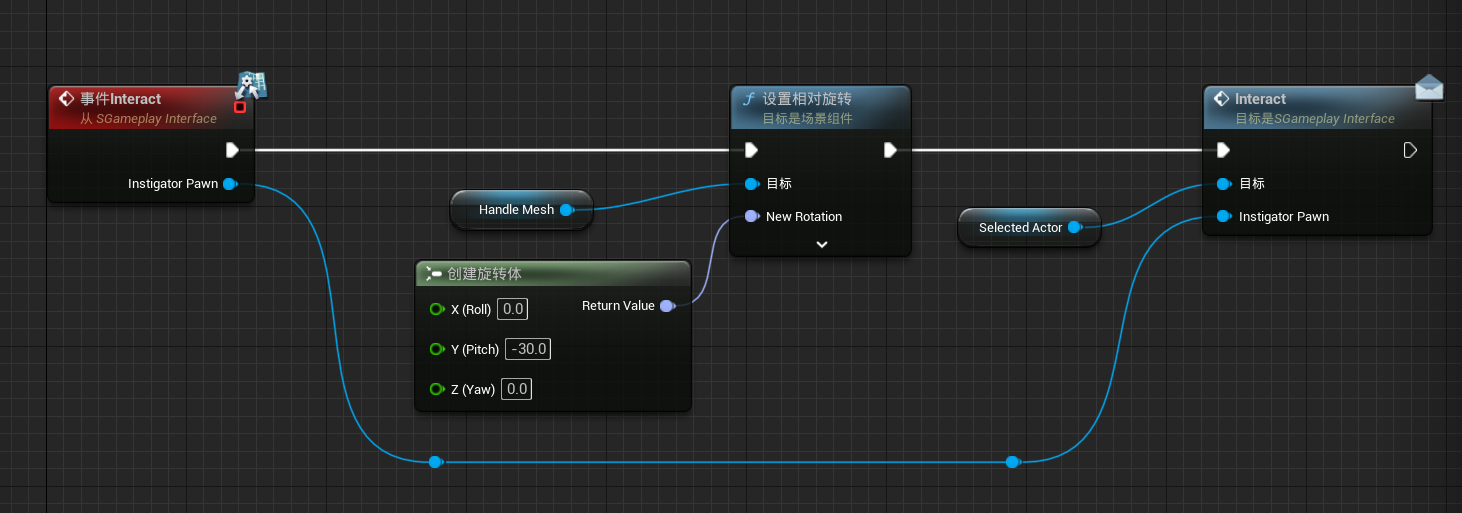 事件Interact
从 SGameplay Interface
Instigator Pawn
Handle Mesh
创建旋转体
X (Roll) 0.0
Return Value
Y (Pitch) -30.0
Z (Yaw) 0.0
设置相对旋转
目标是场景组件
目标
New Rotation
Selected Actor
Interact
目标是SGameplay Interface
目标
Instigator Pawn